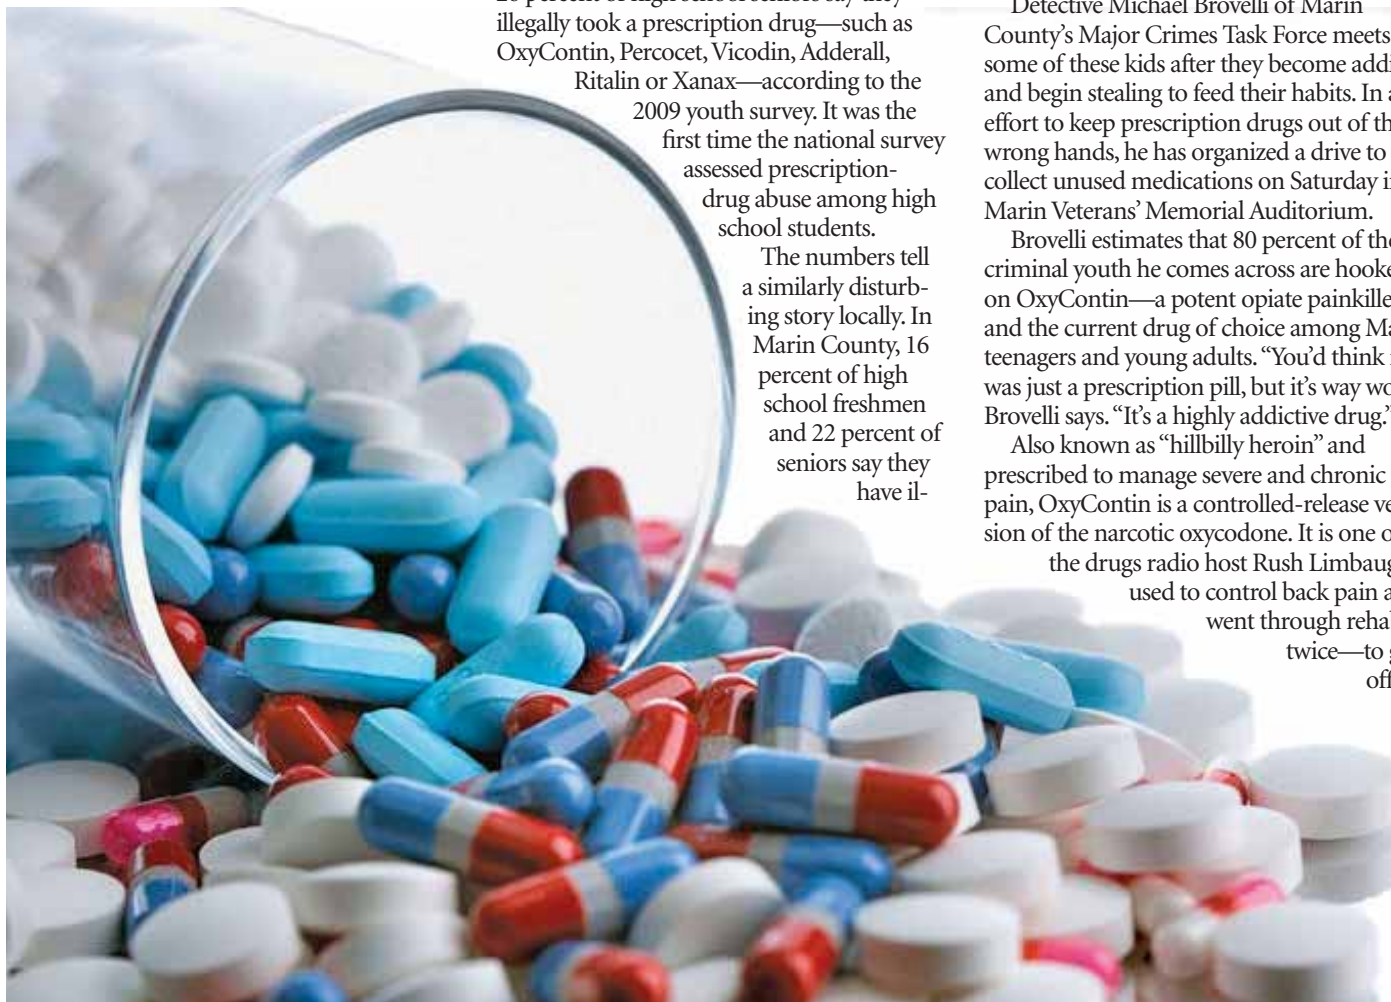 illegally took a prescription drug—such as
OxyContin, Percocet, Vicodin, Adderall,
Ritalin or Xanax—according to the
2009 youth survey. It was the
first time the national survey
assessed prescription-
drug abuse among high
school students.
The numbers tell
a similarly disturb-
ing story locally. In
Marin County, 16
percent of high
school freshmen
and 22 percent of
seniors say they
have il-
Detective Michael Brovelli of Marin
County’s Major Crimes Task Force meets
some of these kids after they become
and begin stealing to feed their habits. In
effort to keep prescription drugs out of
wrong hands, he has organized a drive to
collect unused medications on Saturday
Marin Veterans’ Memorial Auditorium.
Brovelli estimates that 80 percent of
criminal youth he comes across are
on OxyContin—a potent opiate
and the current drug of choice among
teenagers and young adults. “You’d think
was just a prescription pill, but it’s way
Brovelli says. “It’s a highly addictive drug.”
Also known as “hillbilly heroin” and
prescribed to manage severe and chronic
pain, OxyContin is a controlled-release
sion of the narcotic oxycodone. It is one
the drugs radio host Rush
used to control back pain
went through
twice—to
off